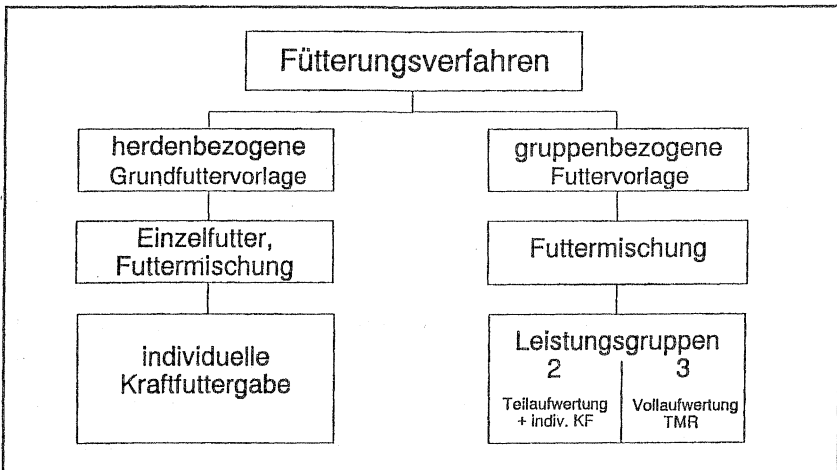 Fütterungsverfahren
herdenbezogene
Grundfuttervorlage
gruppenbezogene
Futtervorlage
Einzelfutter,
Futtermischung
Futtermischung
individuelle
Kraftfuttergabe
Leistungsgruppen
2
3
Teilaufwertung
+ indiv. KF
Vollaufwertung
TMR